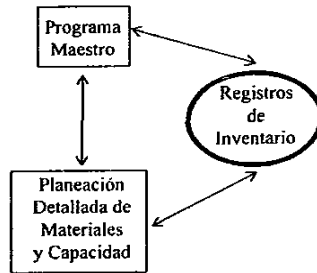 Programa
Maestro
Registros
de
Inventario
Planeación
Detallada de
Materiales
y Capacidad